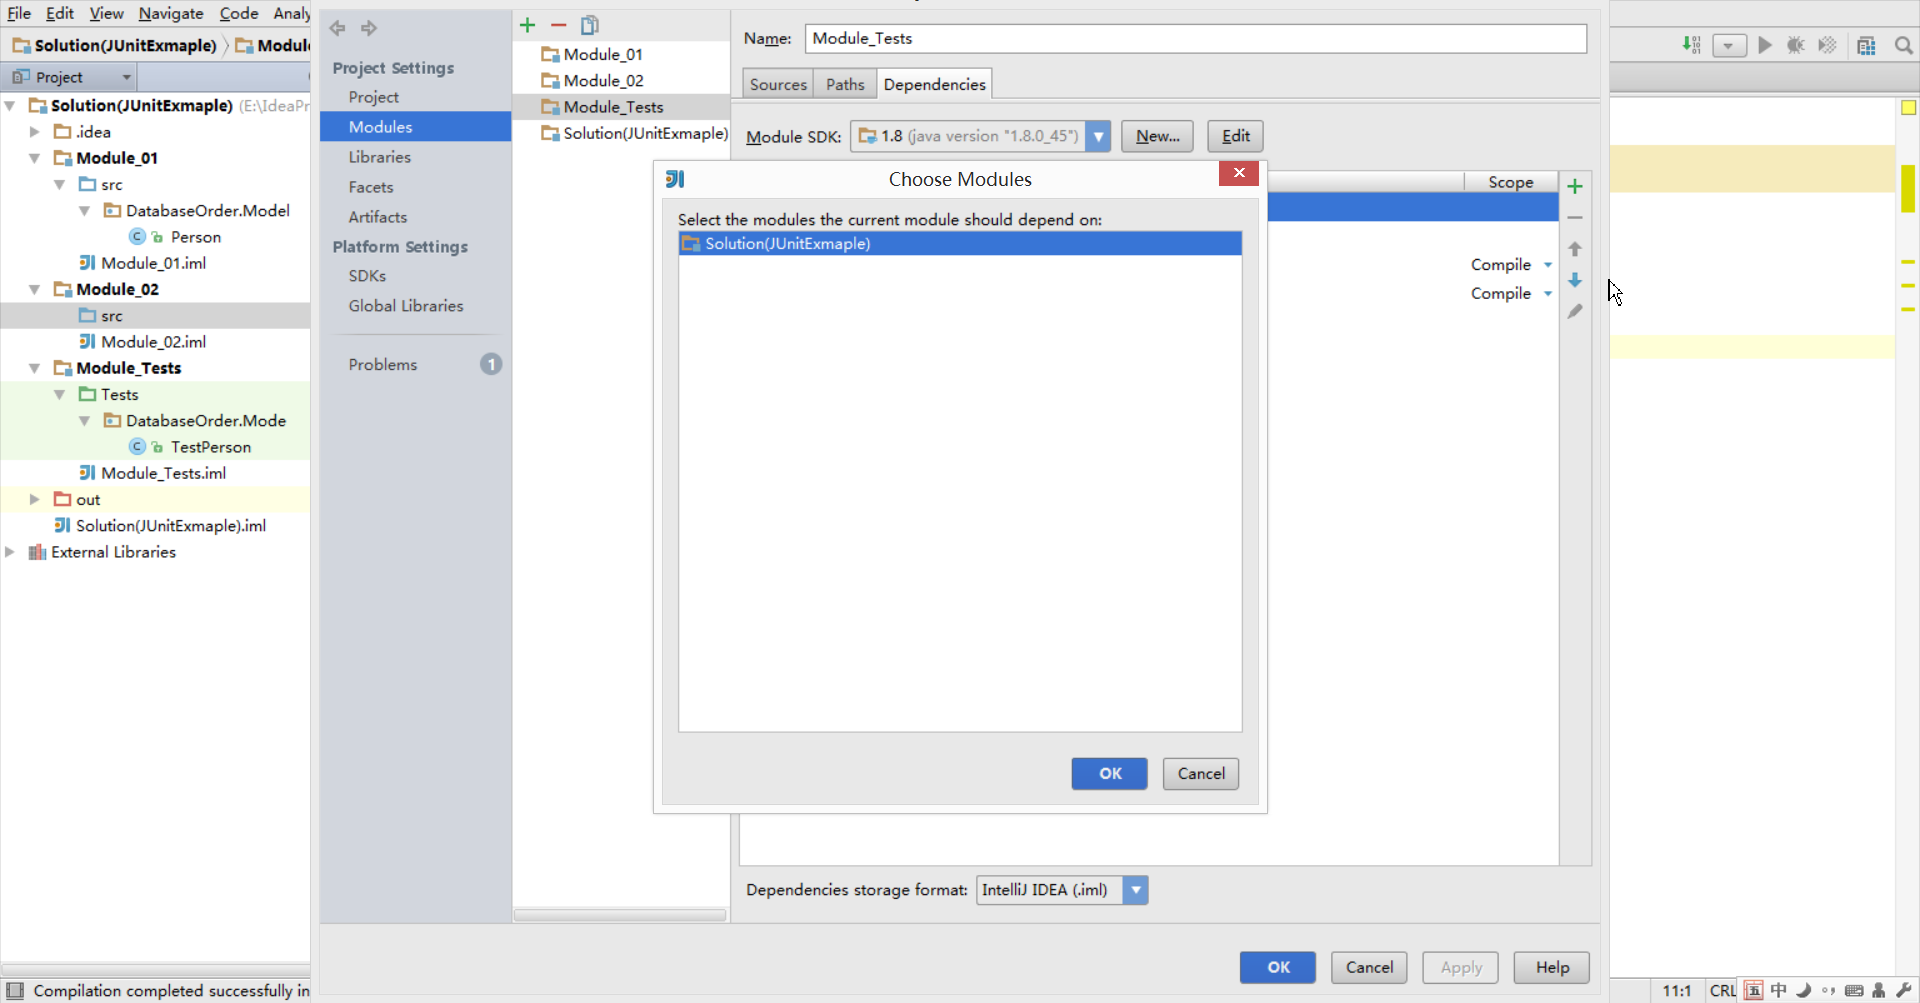 File Edit View Navigate Code Analy
Solution(JUnitExmaple) Modul
Project
Solution(JUnitExmaple) (E:\IdeaPr
.idea
Module_01
src
DatabaseOrder.Model
Person
Module_01.iml
Module_02
src
Module_02.iml
Module_Tests
Tests
DatabaseOrder.Mode
TestPerson
Module_Tests.iml
out
Solution(JUnitExmaple).iml
External Libraries
Compilation completed successfully in
Project Settings
Project
Modules
Libraries
Facets
Artifacts
Platform Settings
SDKs
Global Libraries
Problems 1
Module_01
Module_02
Module_Tests
Solution(JUnitExmaple)
Name: Module_Tests
Sources Paths Dependencies
Module SDK: 1.8 (java version "1.8.0_45") New... Edit
Scope
Compile
Compile
Choose Modules
Select the modules the current module should depend on:
Solution(JUnitExmaple)
OK Cancel
Dependencies storage format: IntelliJ IDEA (.iml)
OK Cancel Apply Help
11:1 CRL 五 中